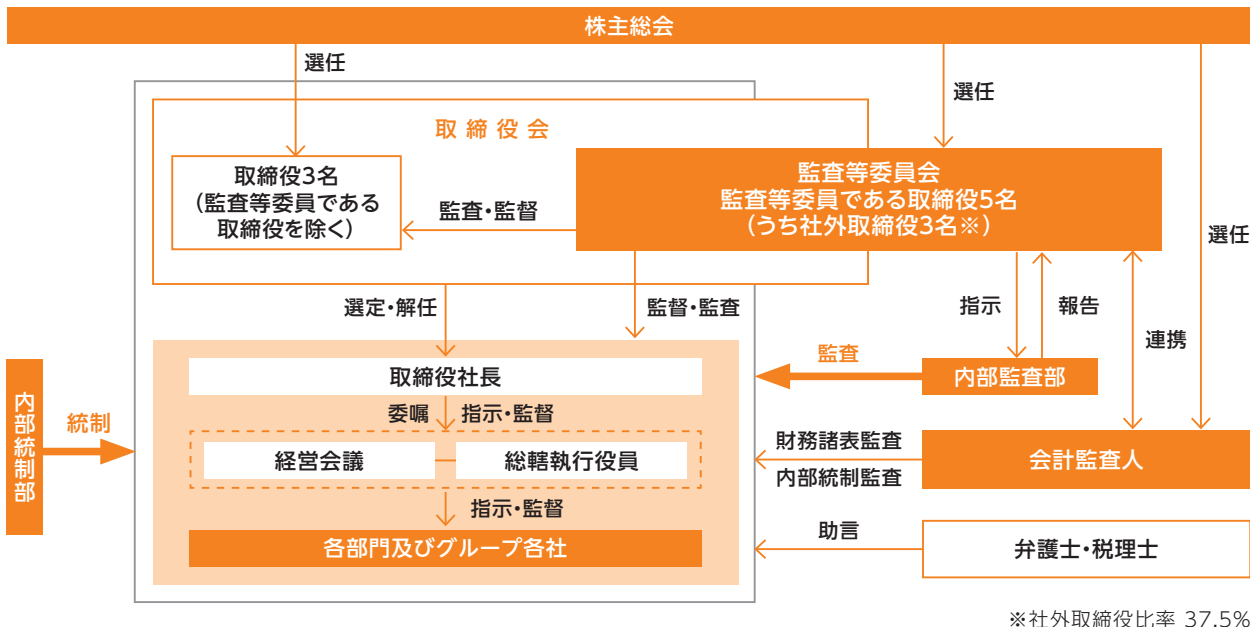 株主総会
選任
選任
選任
取締役会
取締役3名
(監査等委員である
取締役を除く)
監査・監督
監査等委員会
監査等委員である取締役5名
(うち社外取締役3名※)
選定・解任
監督・監査
指示
報告
連携
取締役社長
監査
内部監査部
内部統制部
統制
委嘱
指示・監督
経営会議
総轄執行役員
財務諸表監査
内部統制監査
会計監査人
指示・監督
各部門及びグループ各社
助言
弁護士・税理士
※社外取締役比率 37.5%